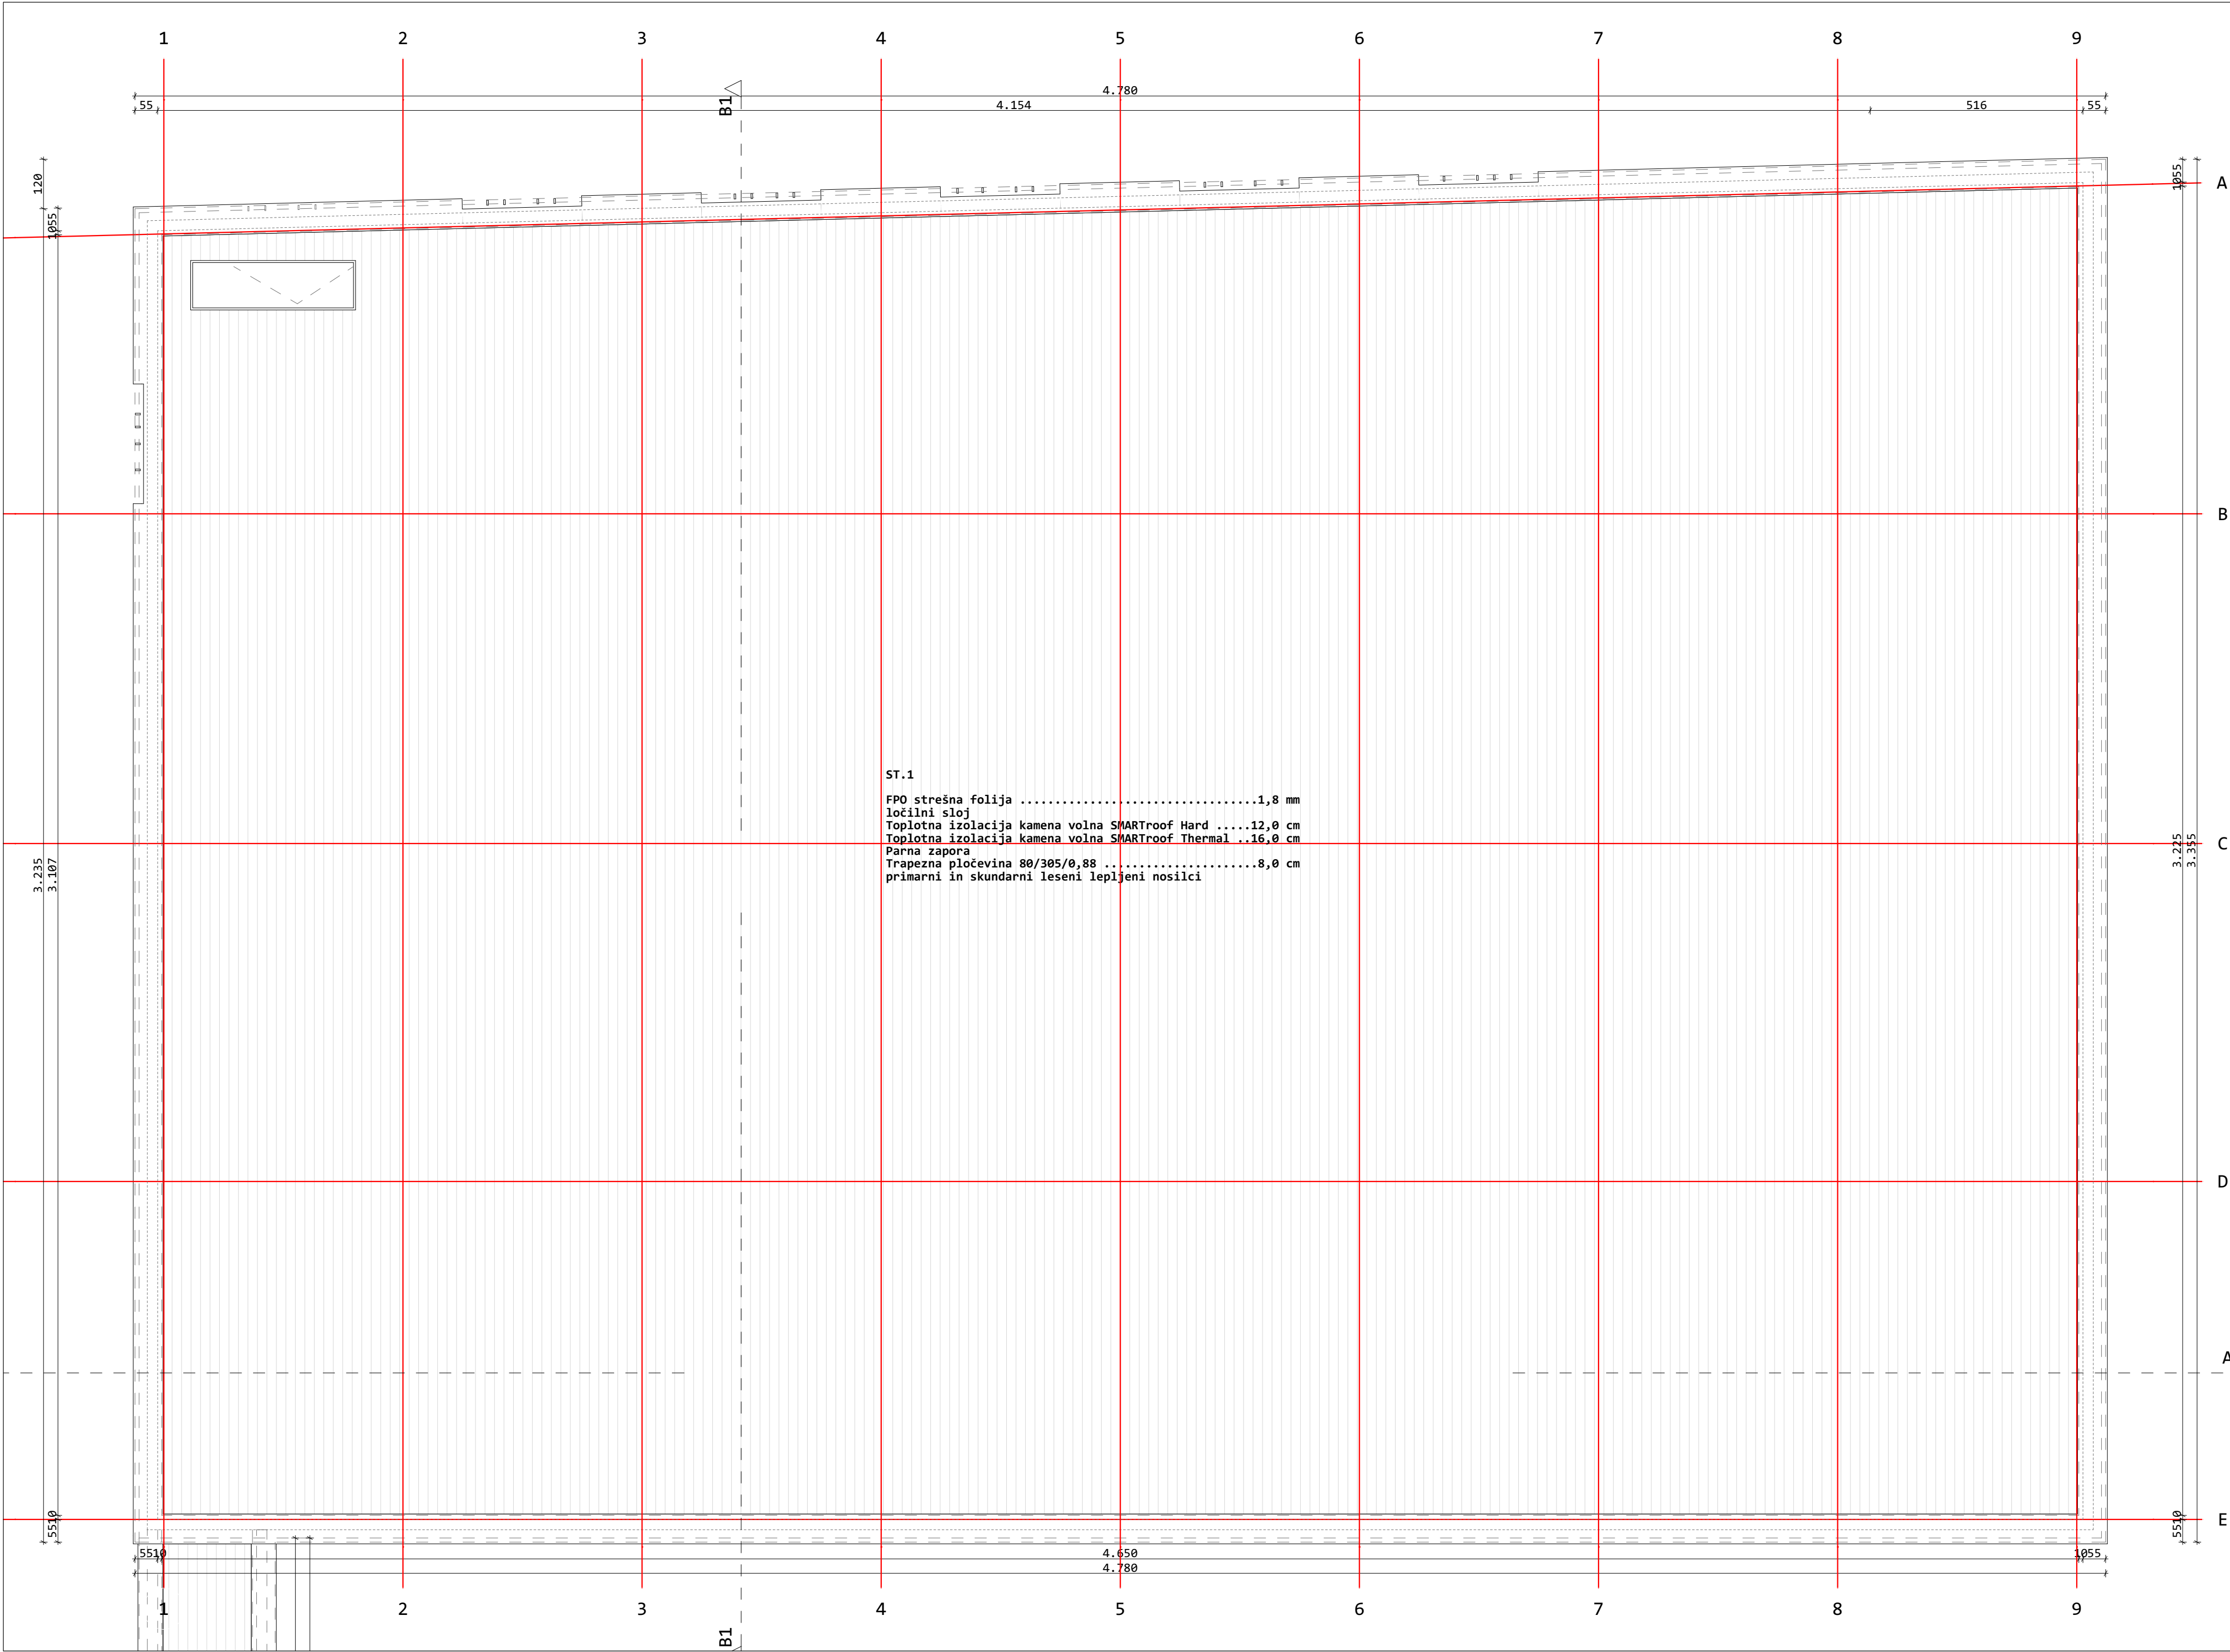 1 2 3 4 5 6 7 8 9
B1
4.780
55 4.154 516 55
120
1055
1055
A
B
ST.1
FPO strešna folija ..................................1,8 mm
ločilni sloj
Toplotna izolacija kamena volna SMARTroof Hard .....12,0 cm
Toplotna izolacija kamena volna SMARTroof Thermal ..16,0 cm
Parna zapora
Trapezna pločevina 80/305/0,88 ......................8,0 cm
primarni in skundarni leseni lepljeni nosilci
3.235
3.107
3.225
3.355
C
D
A
5510
5510
E
5510 4.650 1055
4.780
1 2 3 4 5 6 7 8 9
B1